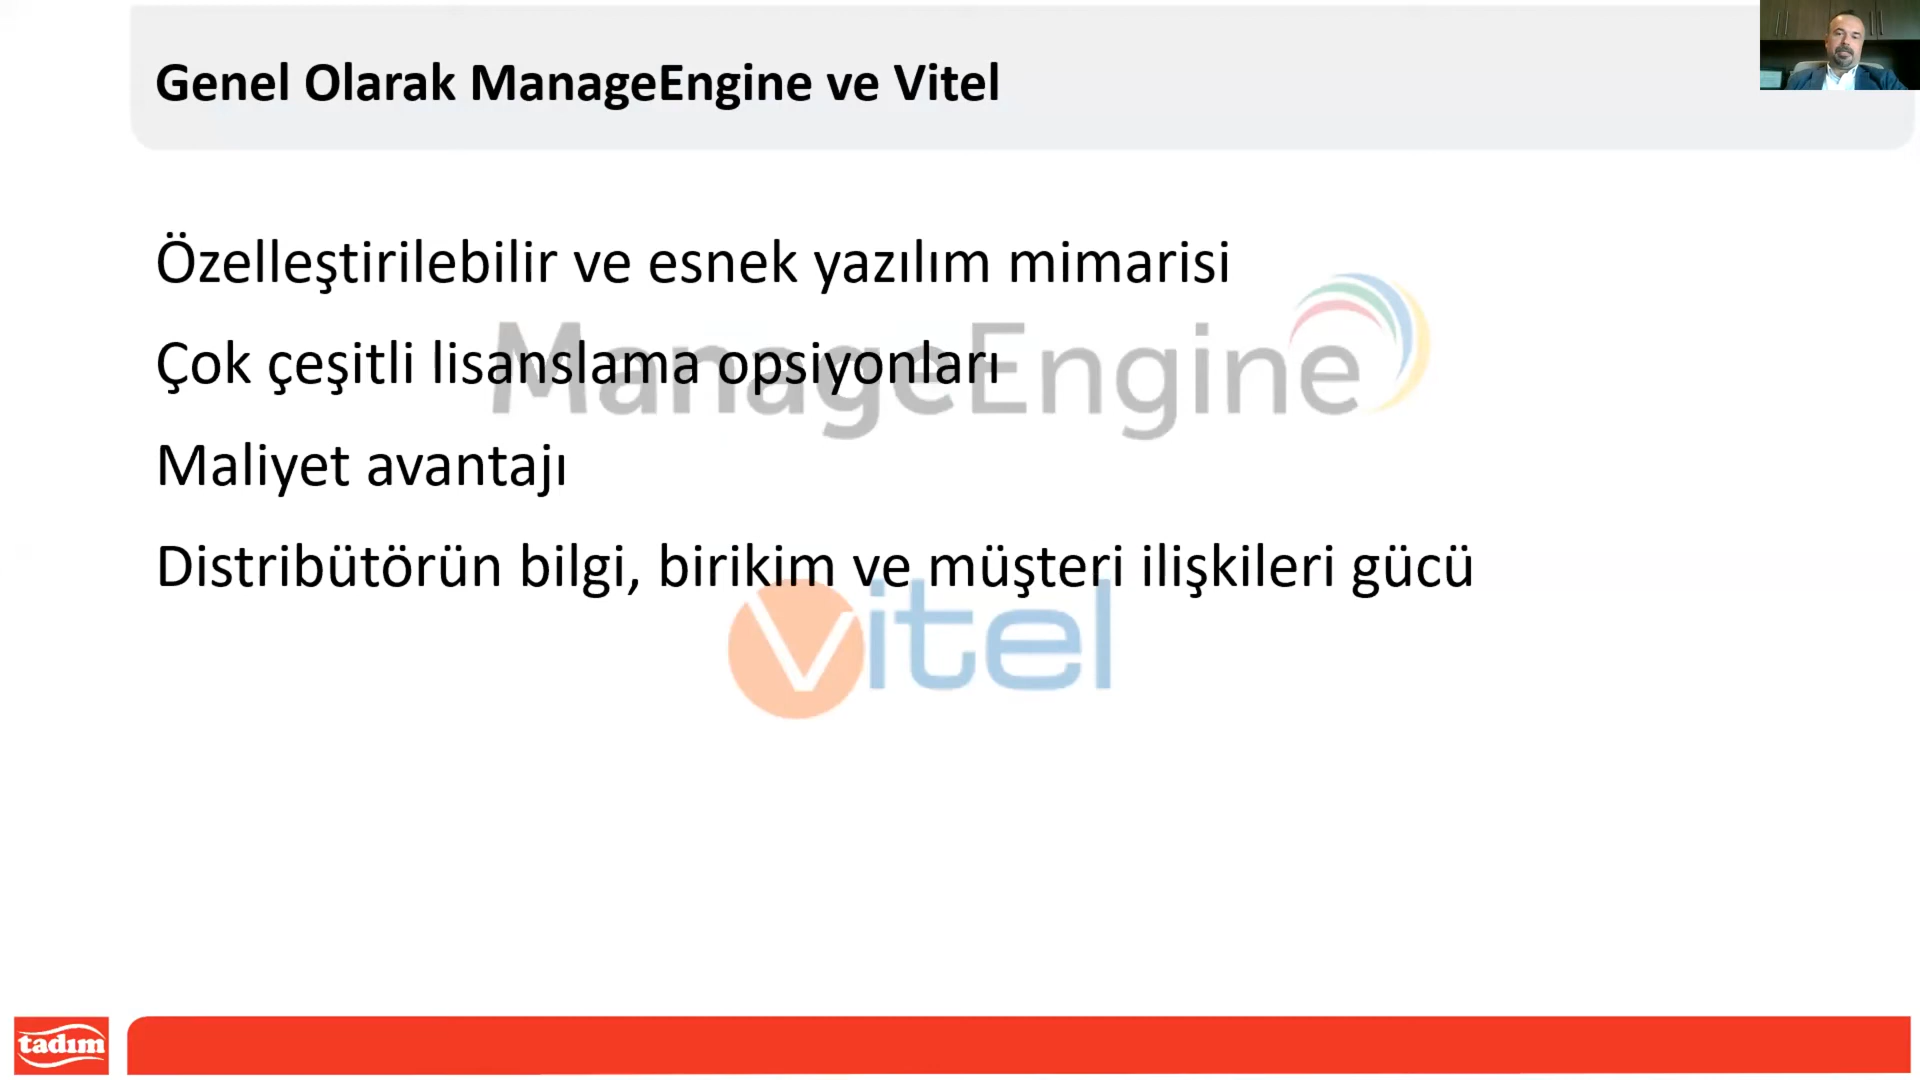 Genel Olarak ManageEngine ve Vitel
Özelleştirilebilir ve esnek yazılım mimarisi
Çok çeşitli lisanslama opsiyonları
ManageEngine
Maliyet avantajı
Distribütörün bilgi, birikim ve müşteri ilişkileri gücü
vitel
tadım